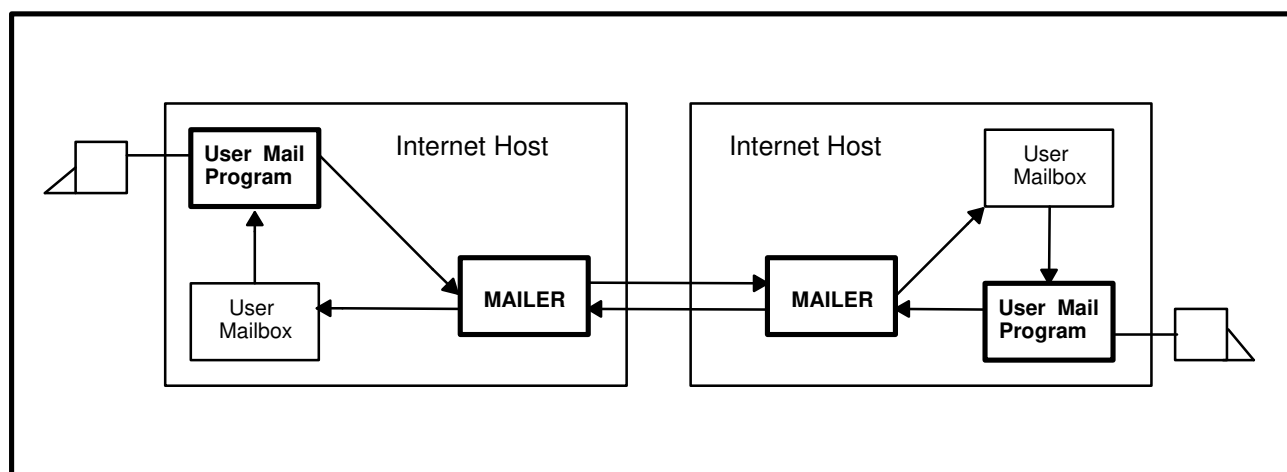 Internet Host
User Mail
Program
MAILER
User
Mailbox
Internet Host
User
Mailbox
MAILER
User Mail
Program